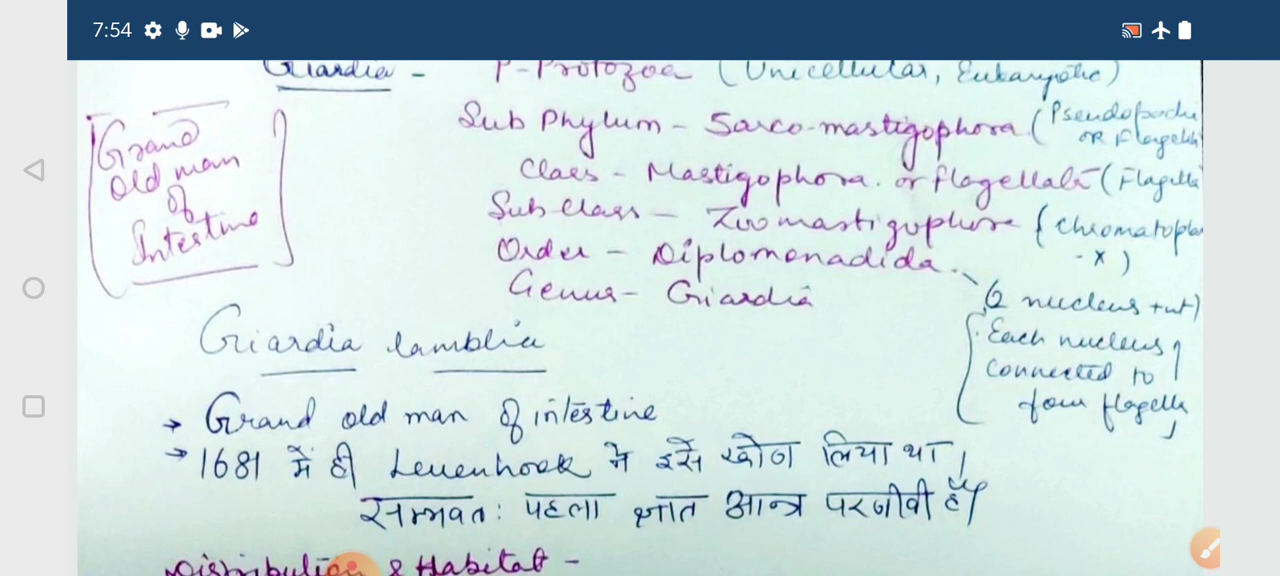 7:54
Giardia - P-Protozoa (Unicellular, Eukaryotic)
Grand old man of Intestine
Sub Phylum - Sarco-mastigophora (Pseudopodia OR Flagella
Class - Mastigophora or flagellata (Flagella
Sub class - Zoomastigophora (Chromatopho - x)
Order - Diplomonadida
(2 nucleus +nt)
Genus - Giardia
Each nucleus connected to four flagella
Giardia lamblia
→ Grand old man of intestine
→ 1681 में ही Leuenhoek ने इसे खोज लिया था।
सम्भवतः पहला ज्ञात आन्त्र परजीवी है।
Distribution & Habitat -